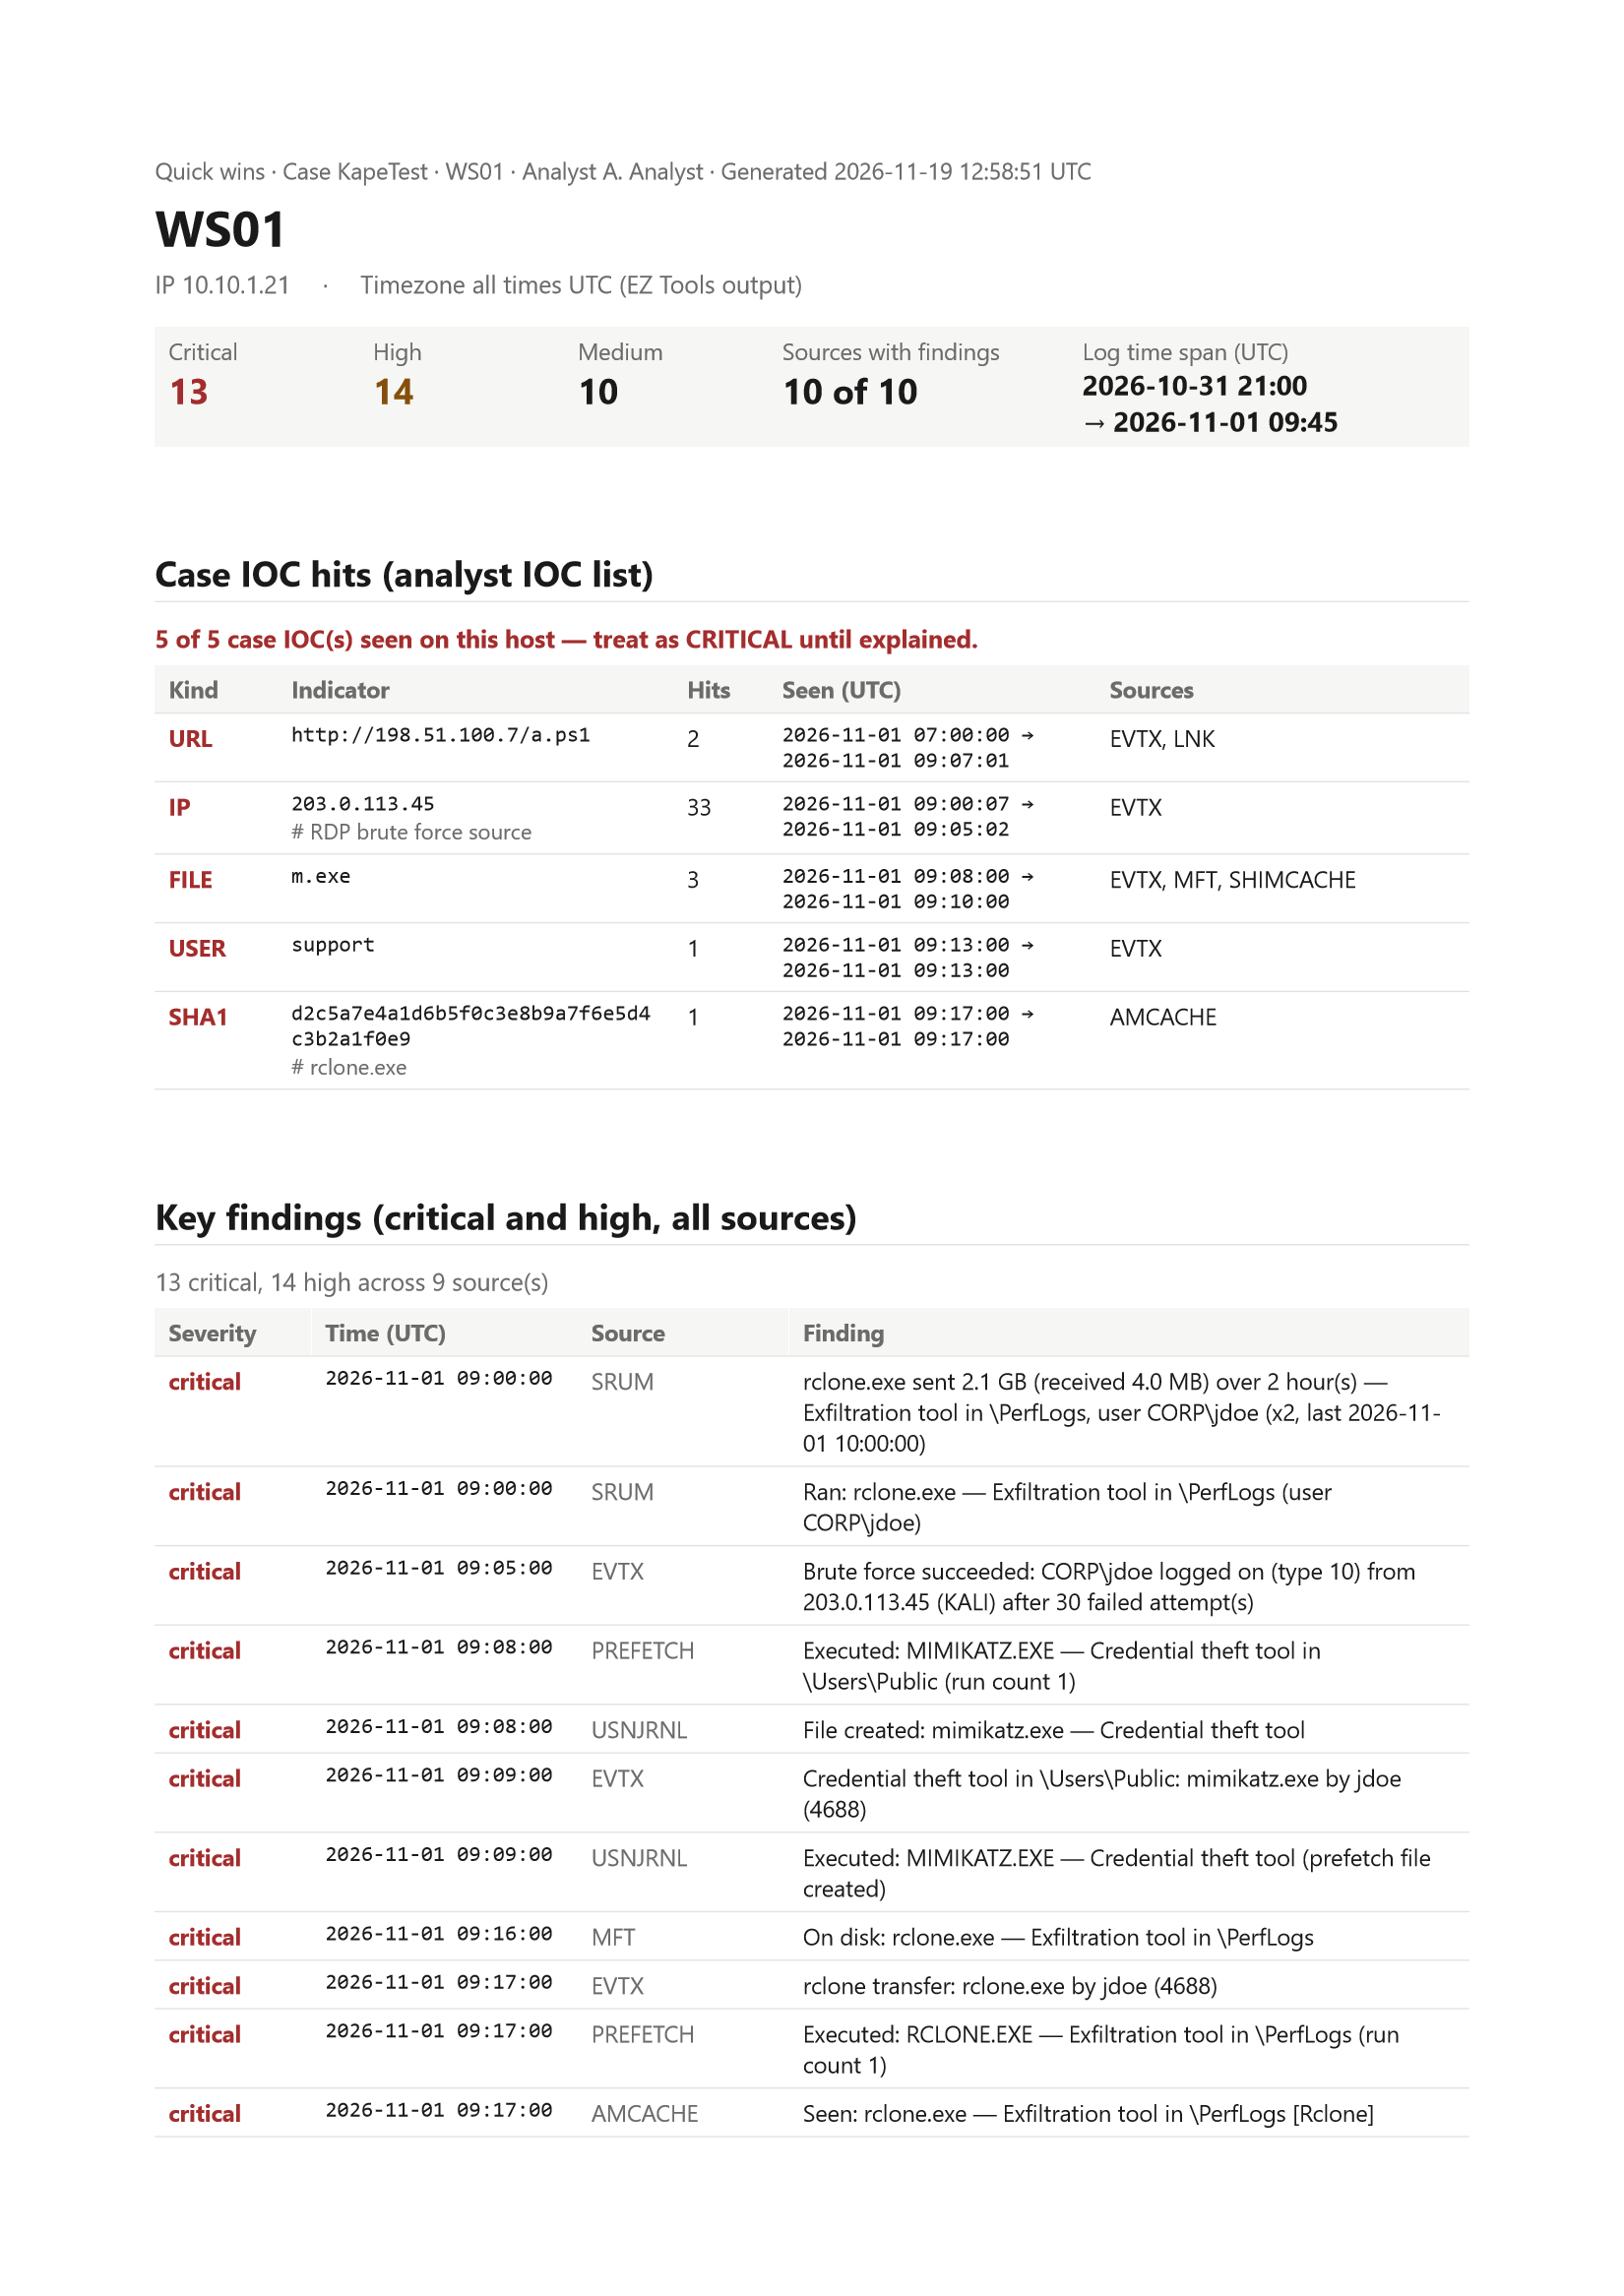 Quick wins · Case KapeTest · WS01 · Analyst A. Analyst · Generated 2026-11-19 12:58:51 UTC
WS01
IP 10.10.1.21 · Timezone all times UTC (EZ Tools output)
Critical High Medium Sources with findings Log time span (UTC)
13 14 10 10 of 10 2026-10-31 21:00
→ 2026-11-01 09:45
Case IOC hits (analyst IOC list)
5 of 5 case IOC(s) seen on this host — treat as CRITICAL until explained.
Kind Indicator Hits Seen (UTC) Sources
URL http://198.51.100.7/a.ps1 2 2026-11-01 07:00:00 → EVTX, LNK
2026-11-01 09:07:01
IP 203.0.113.45 33 2026-11-01 09:00:07 → EVTX
# RDP brute force source 2026-11-01 09:05:02
FILE m.exe 3 2026-11-01 09:08:00 → EVTX, MFT, SHIMCACHE
2026-11-01 09:10:00
USER support 1 2026-11-01 09:13:00 → EVTX
2026-11-01 09:13:00
SHA1 d2c5a7e4a1d6b5f0c3e8b9a7f6e5d4 1 2026-11-01 09:17:00 → AMCACHE
c3b2a1f0e9 2026-11-01 09:17:00
# rclone.exe
Key findings (critical and high, all sources)
13 critical, 14 high across 9 source(s)
Severity Time (UTC) Source Finding
critical 2026-11-01 09:00:00 SRUM rclone.exe sent 2.1 GB (received 4.0 MB) over 2 hour(s) —
Exfiltration tool in \PerfLogs, user CORP\jdoe (x2, last 2026-11-
01 10:00:00)
critical 2026-11-01 09:00:00 SRUM Ran: rclone.exe — Exfiltration tool in \PerfLogs (user
CORP\jdoe)
critical 2026-11-01 09:05:00 EVTX Brute force succeeded: CORP\jdoe logged on (type 10) from
203.0.113.45 (KALI) after 30 failed attempt(s)
critical 2026-11-01 09:08:00 PREFETCH Executed: MIMIKATZ.EXE — Credential theft tool in
\Users\Public (run count 1)
critical 2026-11-01 09:08:00 USNJRNL File created: mimikatz.exe — Credential theft tool
critical 2026-11-01 09:09:00 EVTX Credential theft tool in \Users\Public: mimikatz.exe by jdoe
(4688)
critical 2026-11-01 09:09:00 USNJRNL Executed: MIMIKATZ.EXE — Credential theft tool (prefetch file
created)
critical 2026-11-01 09:16:00 MFT On disk: rclone.exe — Exfiltration tool in \PerfLogs
critical 2026-11-01 09:17:00 EVTX rclone transfer: rclone.exe by jdoe (4688)
critical 2026-11-01 09:17:00 PREFETCH Executed: RCLONE.EXE — Exfiltration tool in \PerfLogs (run
count 1)
critical 2026-11-01 09:17:00 AMCACHE Seen: rclone.exe — Exfiltration tool in \PerfLogs [Rclone]